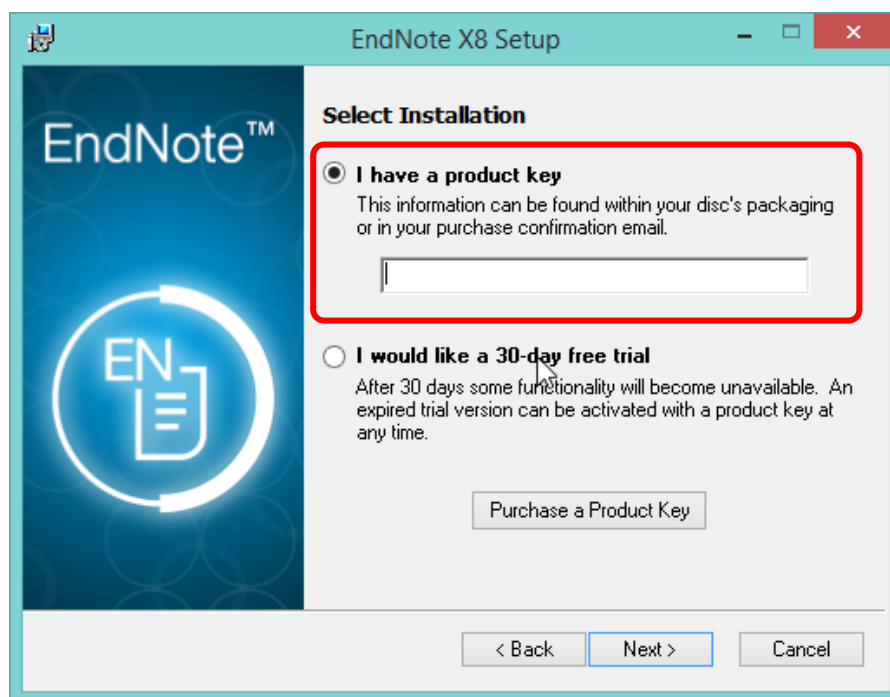 EndNote X8 Setup
EndNote™
Select Installation
I have a product key
This information can be found within your disc's packaging
or in your purchase confirmation email.
EN
I would like a 30-day free trial
After 30 days some functionality will become unavailable. An
expired trial version can be activated with a product key at
any time.
Purchase a Product Key
< Back
Next >
Cancel